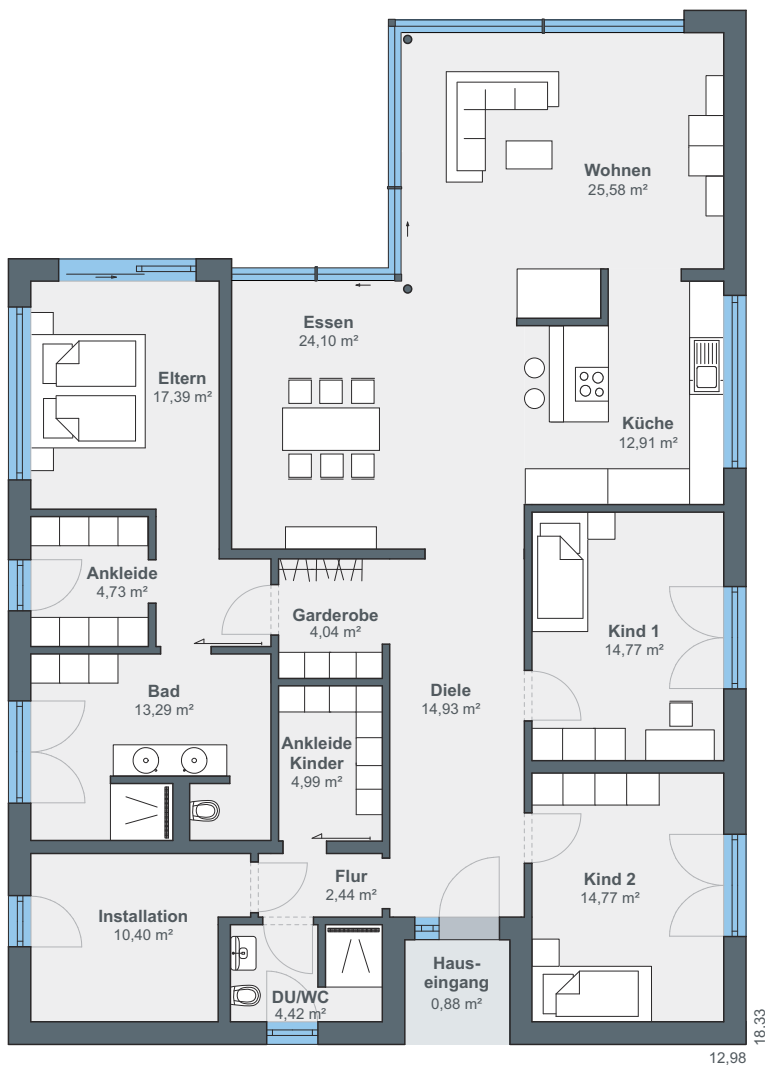 Wohnen
25,58 m²
Essen
24,10 m²
Eltern
17,39 m²
Küche
12,91 m²
Ankleide
4,73 m²
Garderobe
4,04 m²
Kind 1
14,77 m²
Bad
13,29 m²
Diele
14,93 m²
Ankleide
Kinder
4,99 m²
Flur
2,44 m²
Kind 2
14,77 m²
Installation
10,40 m²
Haus-
eingang
0,88 m²
DU/WC
4,42 m²
18.33
12,98